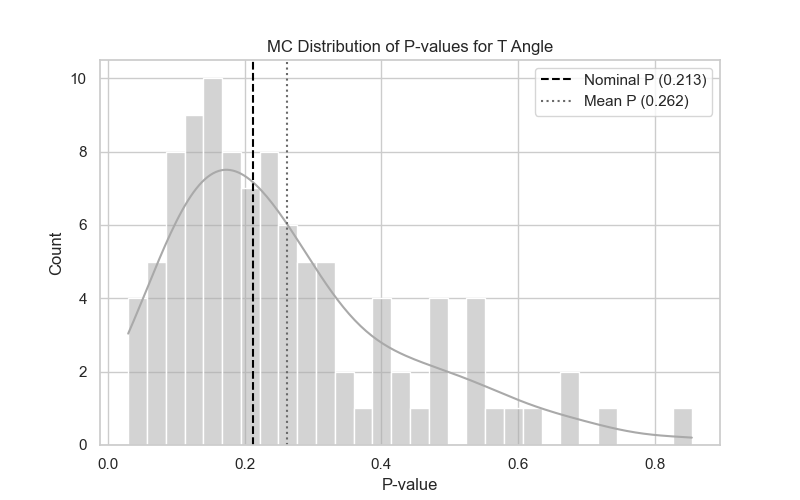 MC Distribution of P-values for T Angle
Nominal P (0.213)
Mean P (0.262)
Count
10
8
6
4
2
0
0.0 0.2 0.4 0.6 0.8
P-value